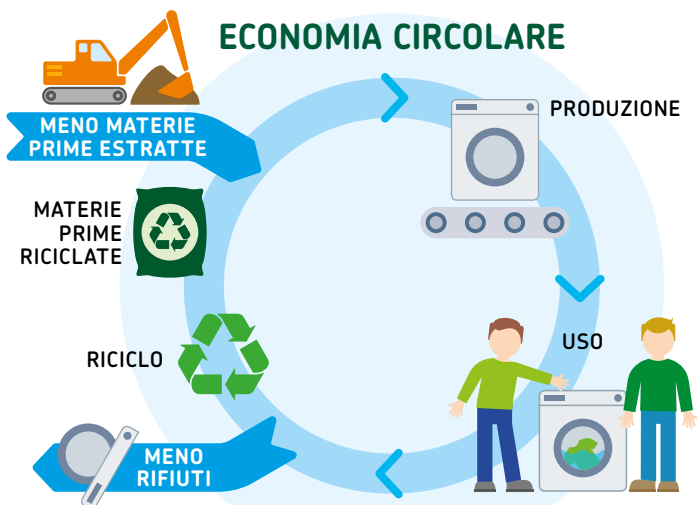 ECONOMIA CIRCOLARE
MENO MATERIE
PRIME ESTRATTE
PRODUZIONE
MATERIE
PRIME
RICICLATE
USO
RICICLO
MENO
RIFIUTI